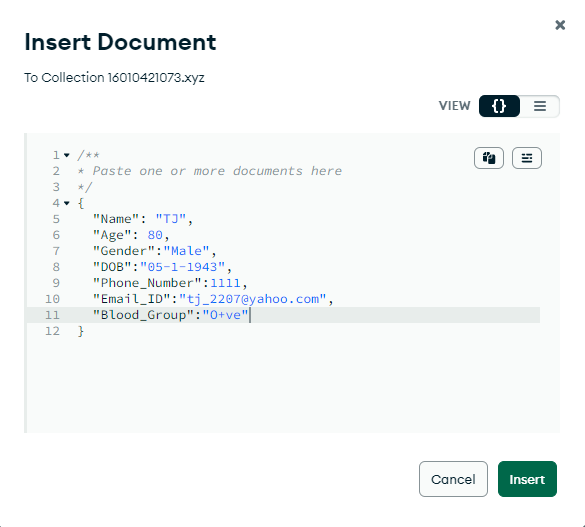 Insert Document
To Collection 16010421073.xyz
VIEW {} 
1 /**
2 * Paste one or more documents here
3 */
4 {
5 "Name": "TJ",
6 "Age": 80,
7 "Gender":"Male",
8 "DOB":"05-1-1943",
9 "Phone_Number":1111,
10 "Email_ID":"tj_2207@yahoo.com",
11 "Blood_Group":"O+ve"
12 }
Cancel Insert